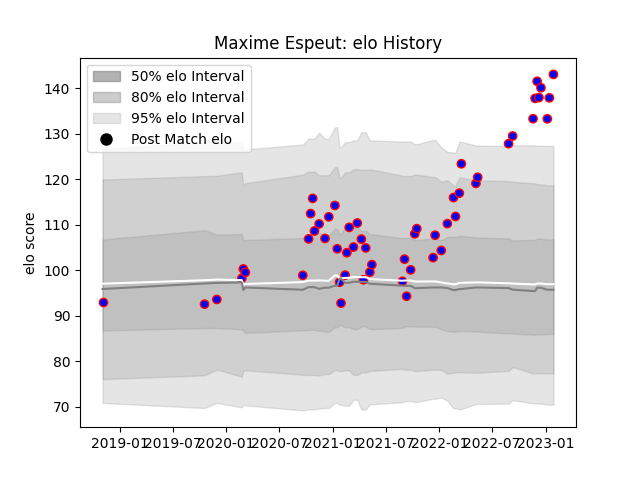 Maxime Espeut: elo History
50% elo Interval
80% elo Interval
95% elo Interval
Post Match elo
elo score
140
130
120
110
100
90
80
70
2019-01 2019-07 2020-01 2020-07 2021-01 2021-07 2022-01 2022-07 2023-01